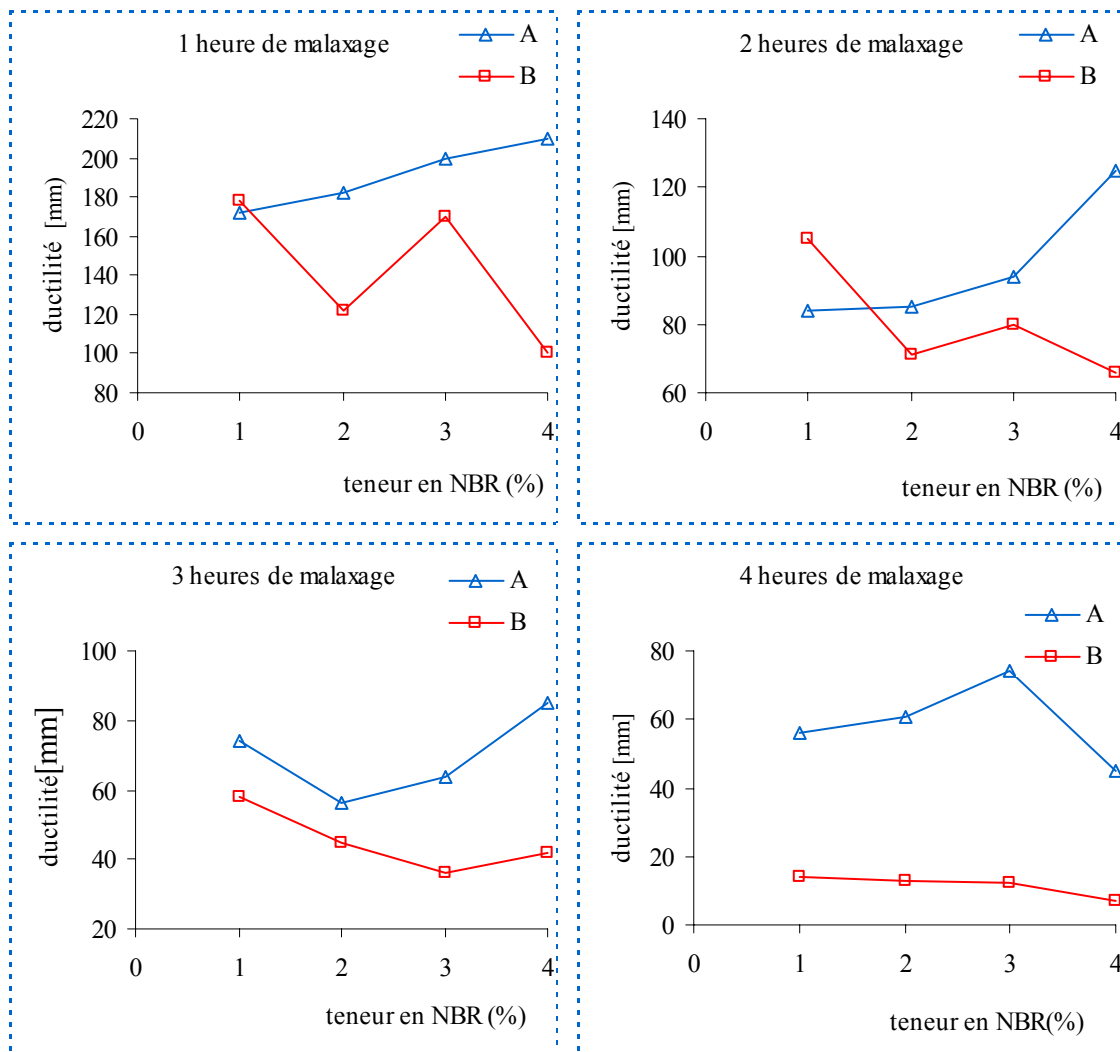 1 heure de malaxage
A
B
220
200
180
160
140
120
100
80
ductilité [mm)
0 1 2 3 4
teneur en NBR (%)
2 heures de malaxage
A
B
140
120
100
80
60
ductilité [mm)
0 1 2 3 4
teneur en NBR (%)
3 heures de malaxage
A
B
100
80
60
40
20
ductilité[mm]
0 1 2 3 4
teneur en NBR (%)
4 heures de malaxage
A
B
80
60
40
20
0
ductilité [mm]
0 1 2 3 4
teneur en NBR(%)